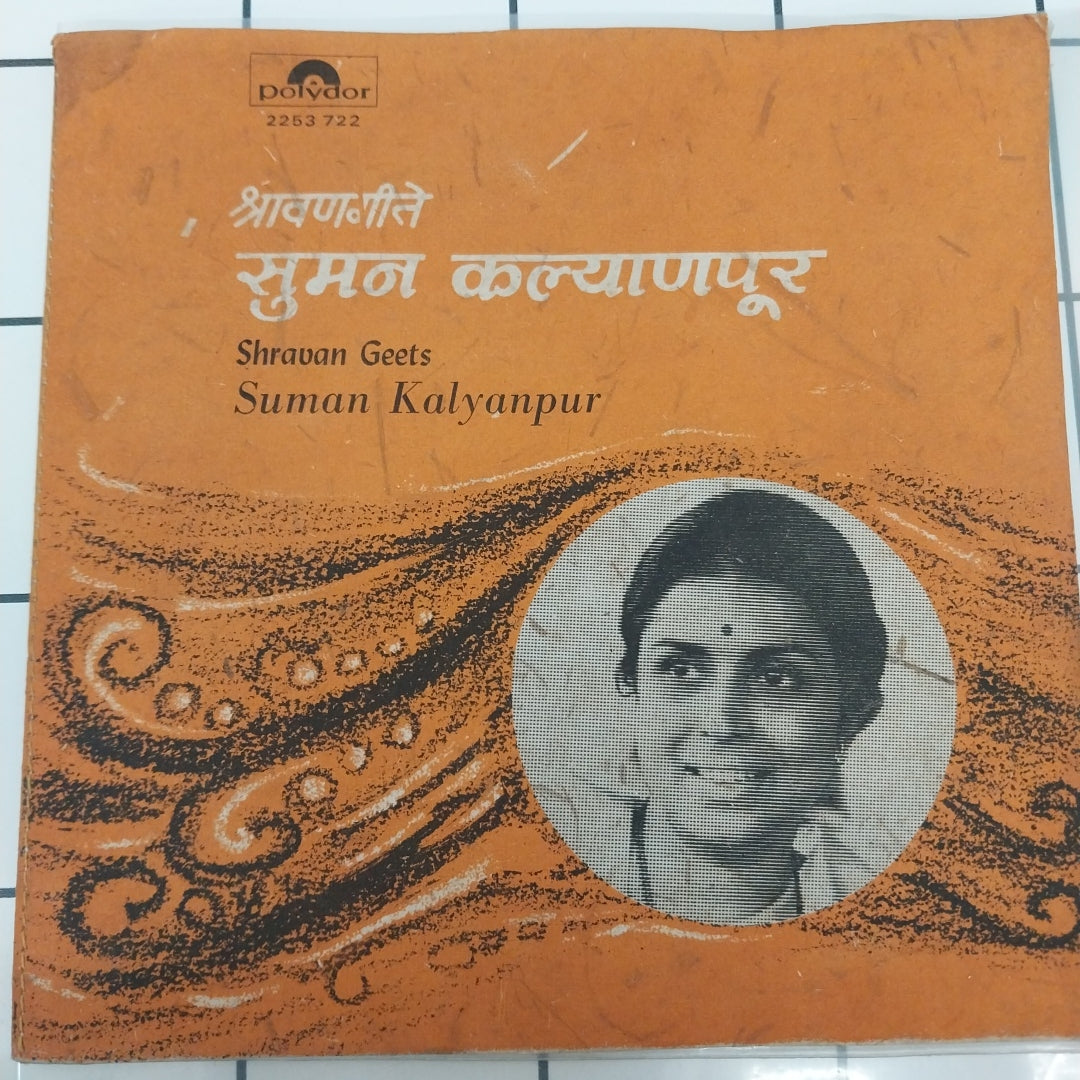 polydor
2253 722
श्रावणगीते
सुमन कल्याणपूर
Shravan Geets
Suman Kalyanpur